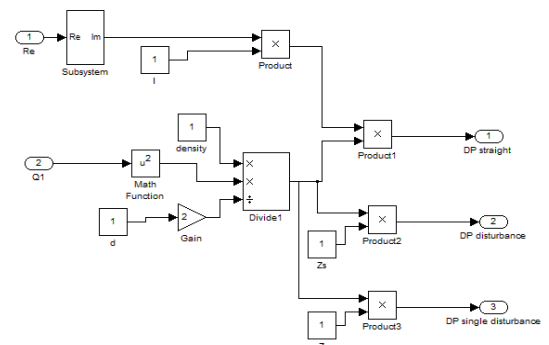 1
Re
Re Im
Subsystem
1
I
×
Product
1
density
2
Q1
u²
Math
Function
1
d
2
Gain
×
×
÷
Divide1
×
Product1
1
DP straight
1
Zs
×
Product2
2
DP disturbance
1
×
Product3
3
DP single disturbance